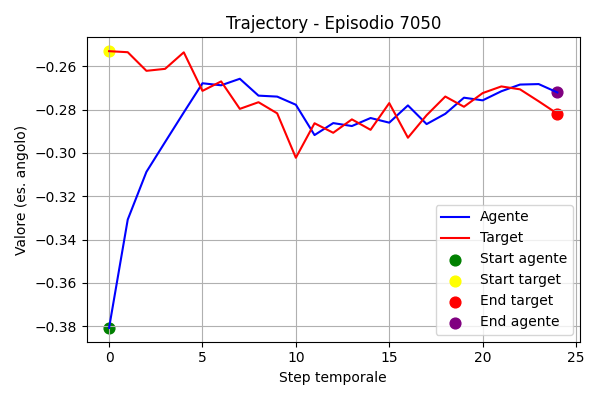 Trajectory - Episodio 7050
Valore (es. angolo)
−0.26
−0.28
−0.30
−0.32
−0.34
−0.36
−0.38
0
5
10
15
20
25
Step temporale
Agente
Target
Start agente
Start target
End target
End agente